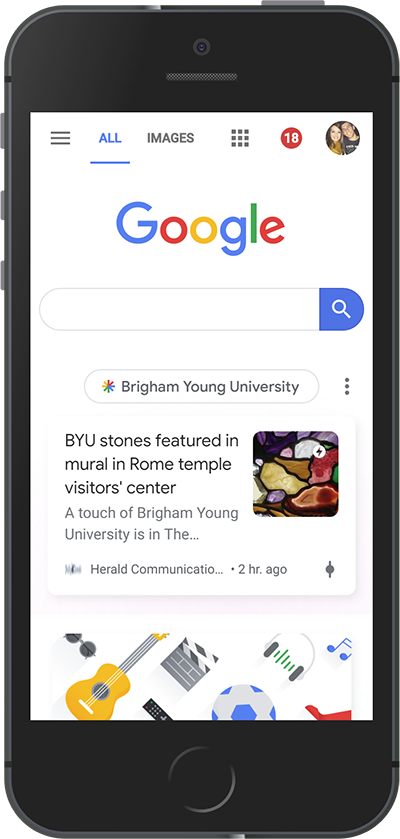 ALL IMAGES 18
Google
Brigham Young University
BYU stones featured in
mural in Rome temple
visitors' center
A touch of Brigham Young
University is in The…
Herald Communicatio… • 2 hr. ago